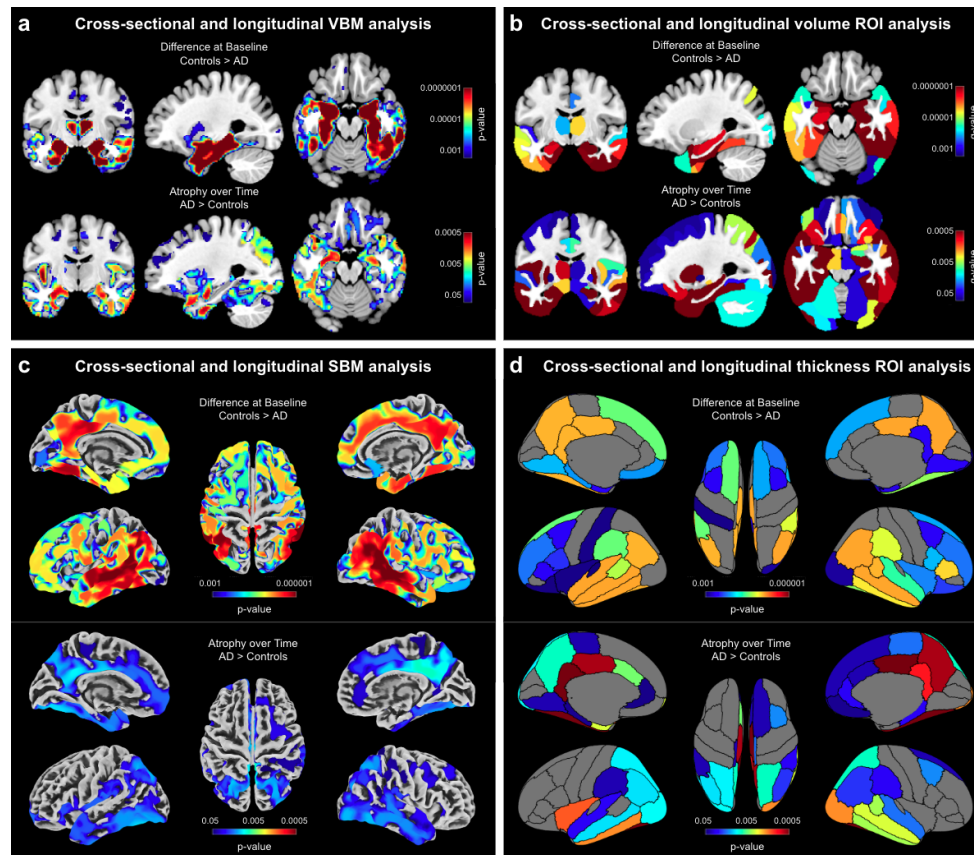 a Cross-sectional and longitudinal VBM analysis
Difference at Baseline
Controls > AD
0.0000001
0.00001
0.001
p-value
Atrophy over Time
AD > Controls
0.0005
0.005
0.05
p-value
b Cross-sectional and longitudinal volume ROI analysis
Difference at Baseline
Controls > AD
0.0000001
0.00001
0.001
p-value
Atrophy over Time
AD > Controls
0.0005
0.005
0.05
p-value
c Cross-sectional and longitudinal SBM analysis
Difference at Baseline
Controls > AD
0.001 0.000001
p-value
Atrophy over Time
AD > Controls
0.05 0.005 0.0005
p-value
d Cross-sectional and longitudinal thickness ROI analysis
Difference at Baseline
Controls > AD
0.001 0.000001
p-value
Atrophy over Time
AD > Controls
0.05 0.005 0.0005
p-value